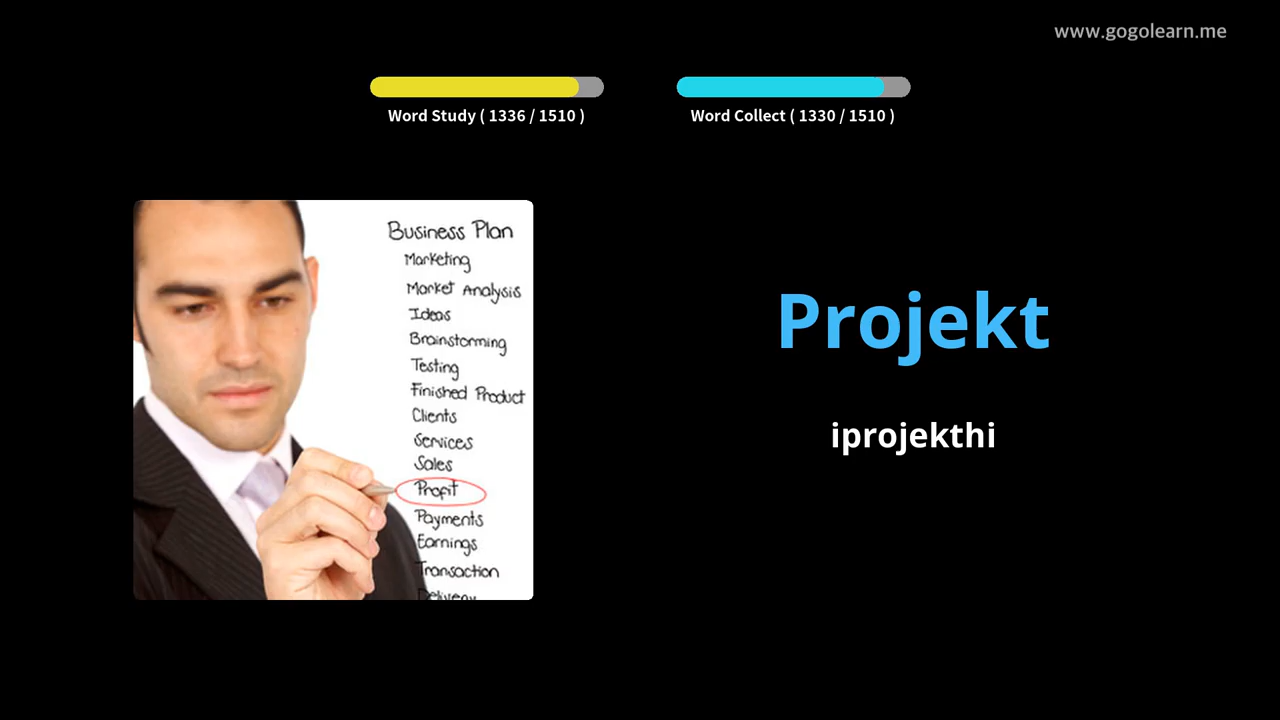 www.gogolearn.me
Word Study ( 1336 / 1510 )
Word Collect ( 1330 / 1510 )
Business Plan
Marketing
Market Analysis
Ideas
Brainstorming
Testing
Finished Product
Clients
Services
Sales
Profit
Payments
Earnings
Transaction
Delivery
Projekt
iprojekthi